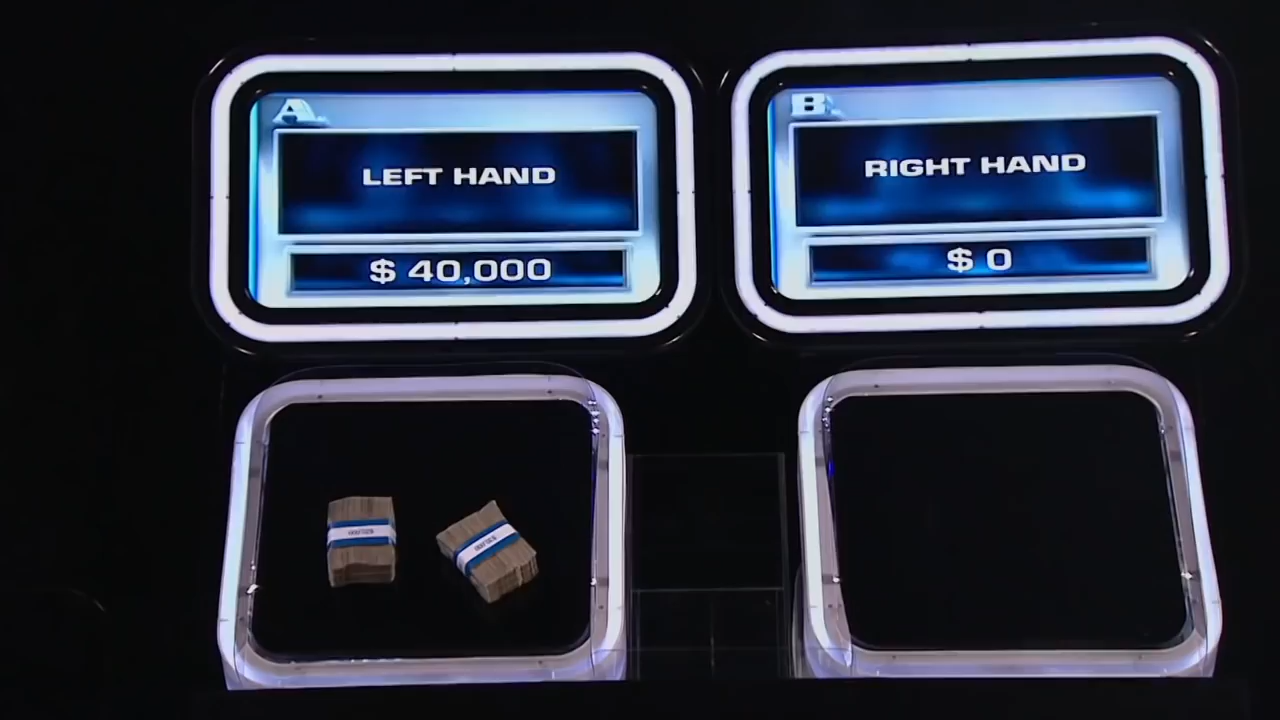 A.
LEFT HAND
$ 40,000
B.
RIGHT HAND
$ 0